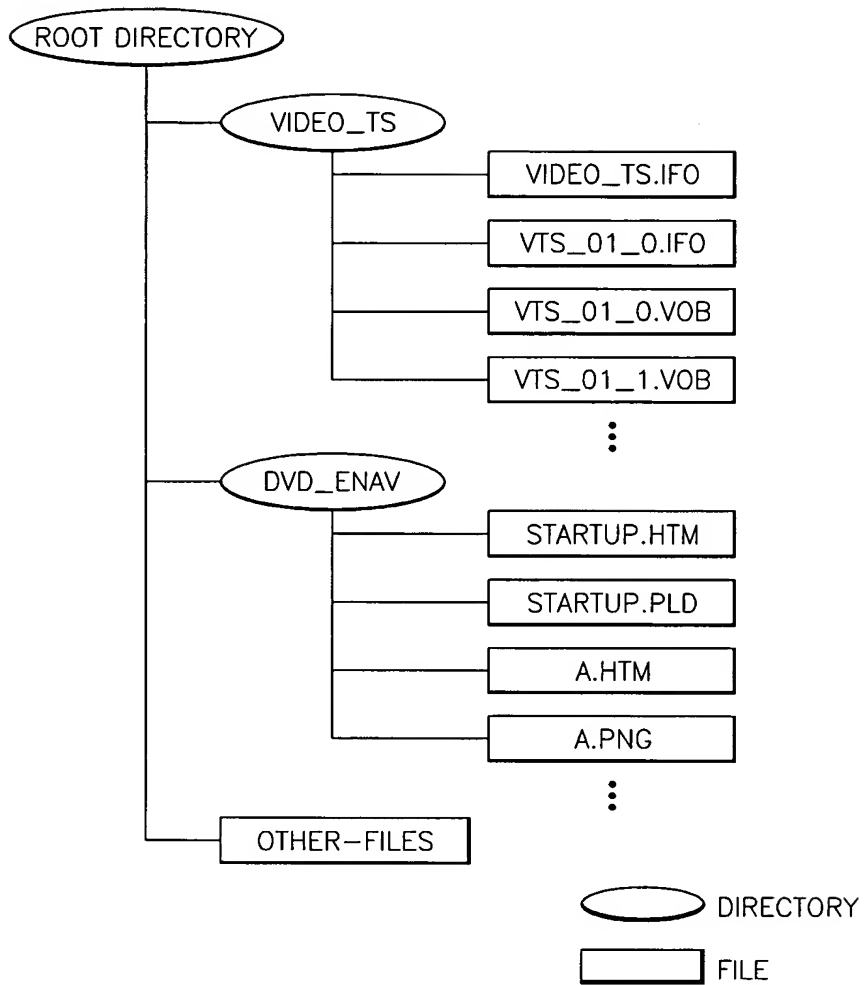 ROOT DIRECTORY
VIDEO_TS
VIDEO_TS.IFO
VTS_01_0.IFO
VTS_01_0.VOB
VTS_01_1.VOB
DVD_ENAV
STARTUP.HTM
STARTUP.PLD
A.HTM
A.PNG
OTHER-FILES
DIRECTORY
FILE